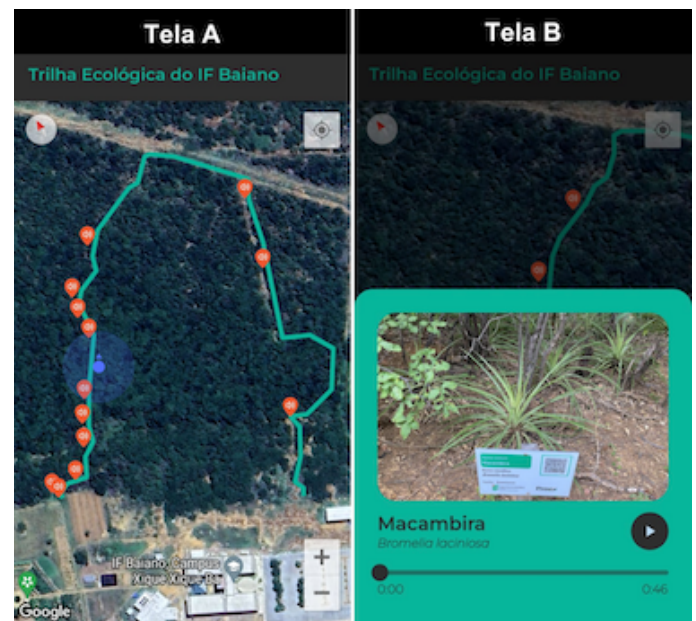 Tela A
Trilha Ecológica do IF Baiano
IF Baiano, Campus
Xique Xique-Ba
+
−
Google
Tela B
Trilha Ecológica do IF Baiano
Macambira
Macambira
Bromelia laciniosa
0:00
0:46